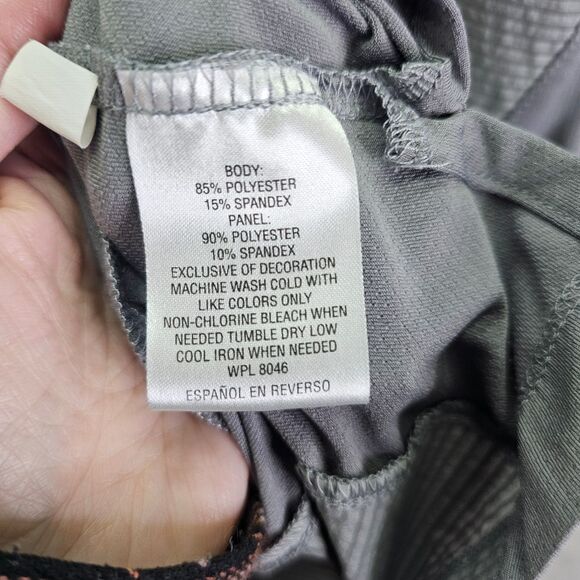 BODY:
85% POLYESTER
15% SPANDEX
PANEL:
90% POLYESTER
10% SPANDEX
EXCLUSIVE OF DECORATION
MACHINE WASH COLD WITH
LIKE COLORS ONLY
NON-CHLORINE BLEACH WHEN
NEEDED TUMBLE DRY LOW
COOL IRON WHEN NEEDED
WPL 8046
ESPAÑOL EN REVERSO